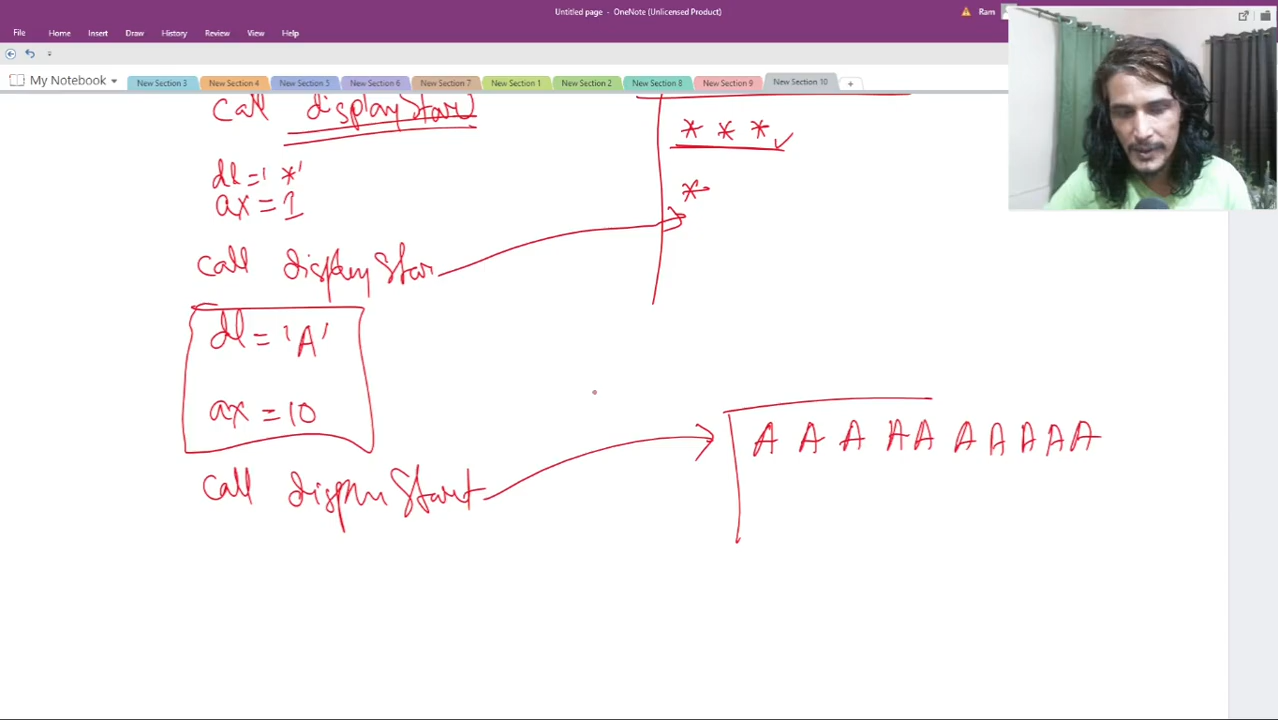 Untitled page - OneNote (Unlicensed Product)
Ram
File Home Insert Draw History Review View Help
My Notebook
New Section 3 New Section 4 New Section 5 New Section 6 New Section 7 New Section 1 New Section 2 New Section 8 New Section 9 New Section 10 +
call displayStar
* * *
dl = '*'
ax = 1
*
call displayStar
dl = 'A'
ax = 10
A A A A A A A A A A
call